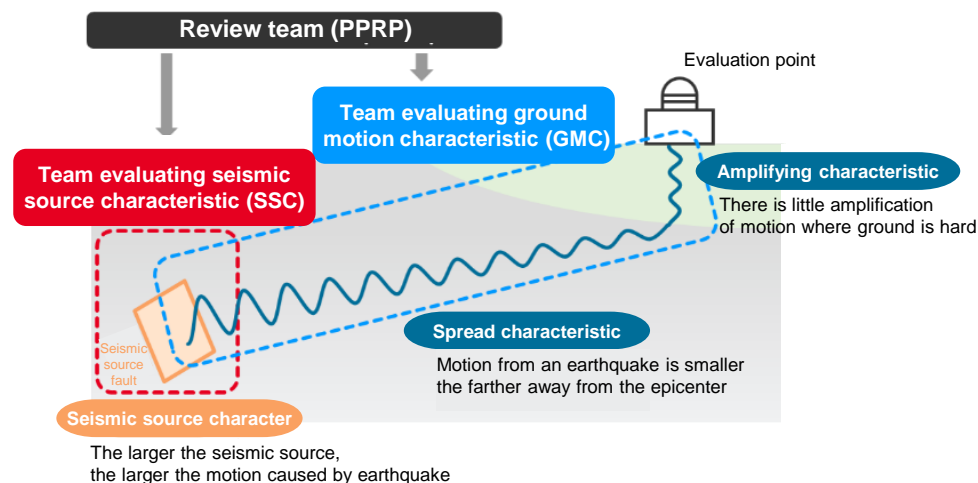 Review team (PPRP)
Evaluation point
Team evaluating ground
motion characteristic (GMC)
Team evaluating seismic
source characteristic (SSC)
Amplifying characteristic
There is little amplification
of motion where ground is hard
Seismic
source
fault
Spread characteristic
Motion from an earthquake is smaller
the farther away from the epicenter
Seismic source character
The larger the seismic source,
the larger the motion caused by earthquake